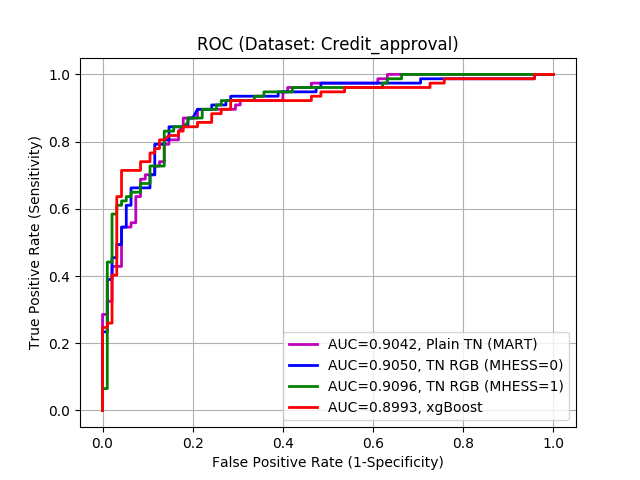 ROC (Dataset: Credit_approval)
True Positive Rate (Sensitivity)
1.0
0.8
0.6
0.4
0.2
0.0
AUC=0.9042, Plain TN (MART)
AUC=0.9050, TN RGB (MHESS=0)
AUC=0.9096, TN RGB (MHESS=1)
AUC=0.8993, xgBoost
0.0 0.2 0.4 0.6 0.8 1.0
False Positive Rate (1-Specificity)